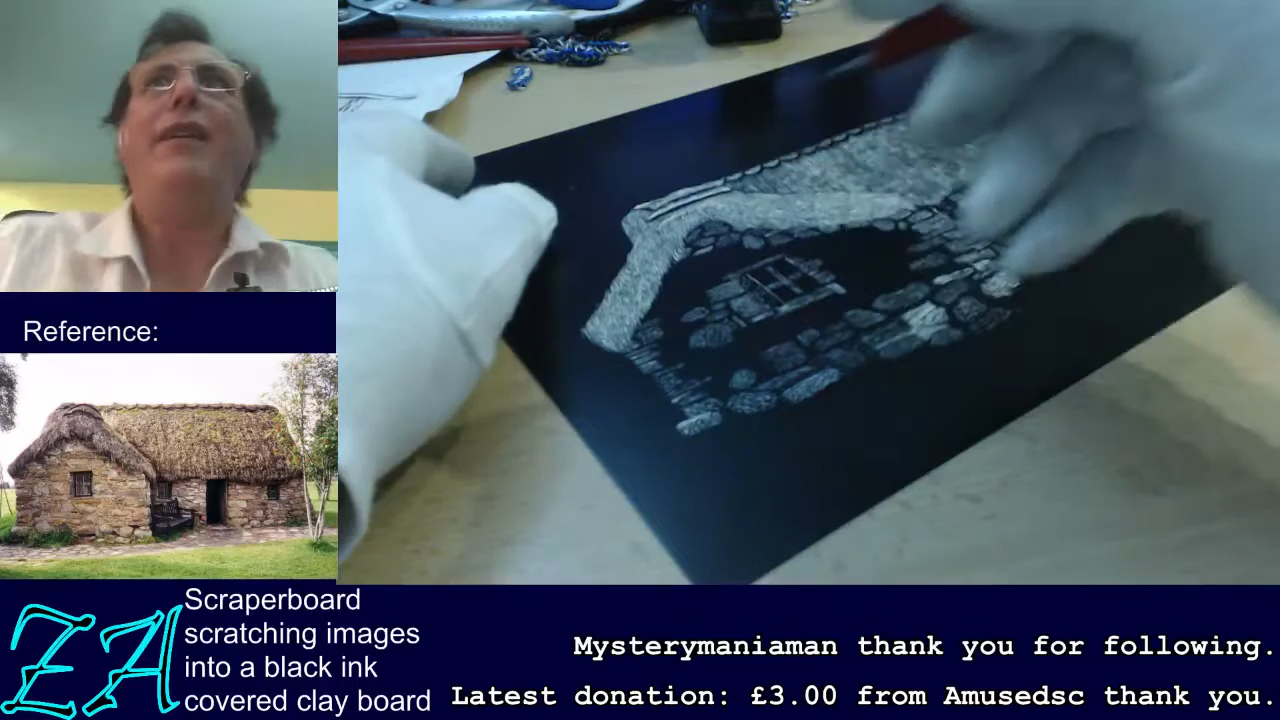 Reference:
ZA
Scraperboard
scratching images
into a black ink
covered clay board
Mysterymaniaman thank you for following.
Latest donation: £3.00 from Amusedsc thank you.